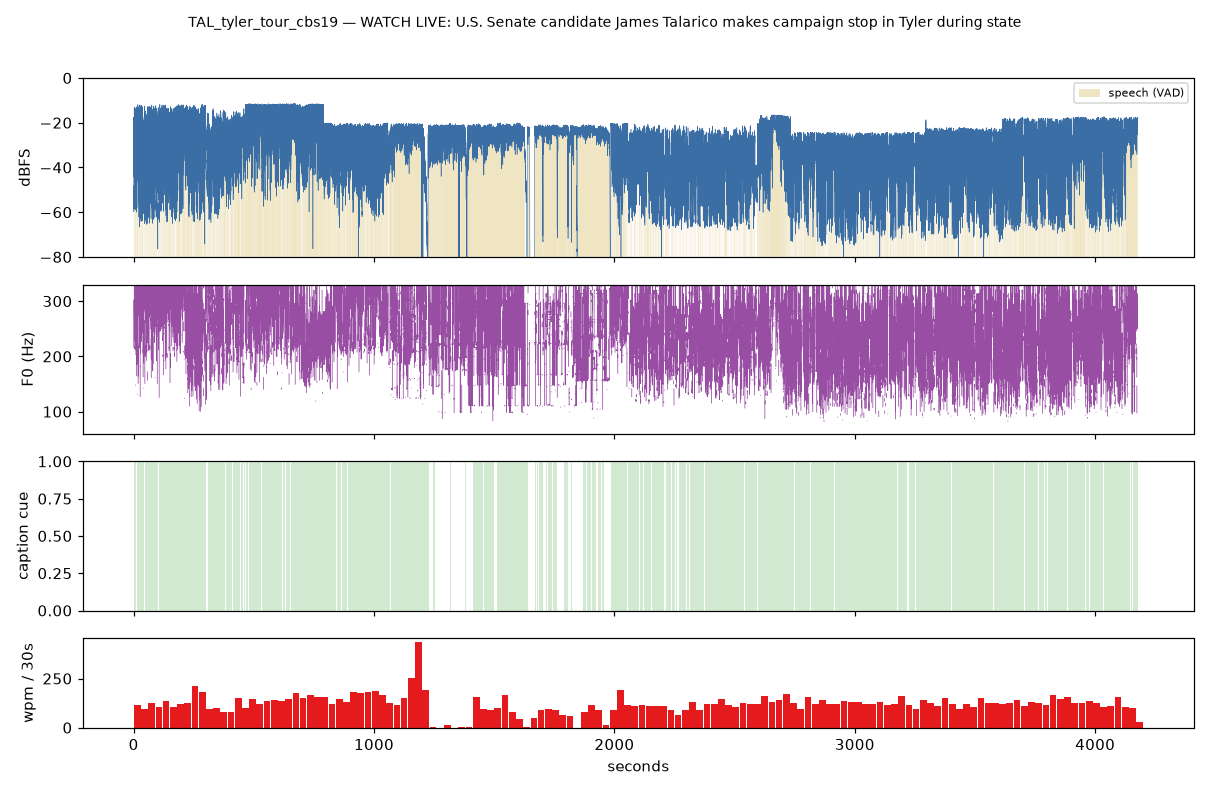 TAL_tyler_tour_cbs19 — WATCH LIVE: U.S. Senate candidate James Talarico makes campaign stop in Tyler during state
0
−20
−40
−60
−80
dBFS
speech (VAD)
300
200
100
F0 (Hz)
1.00
0.75
0.50
0.25
0.00
caption cue
250
0
wpm / 30s
0
1000
2000
3000
4000
seconds